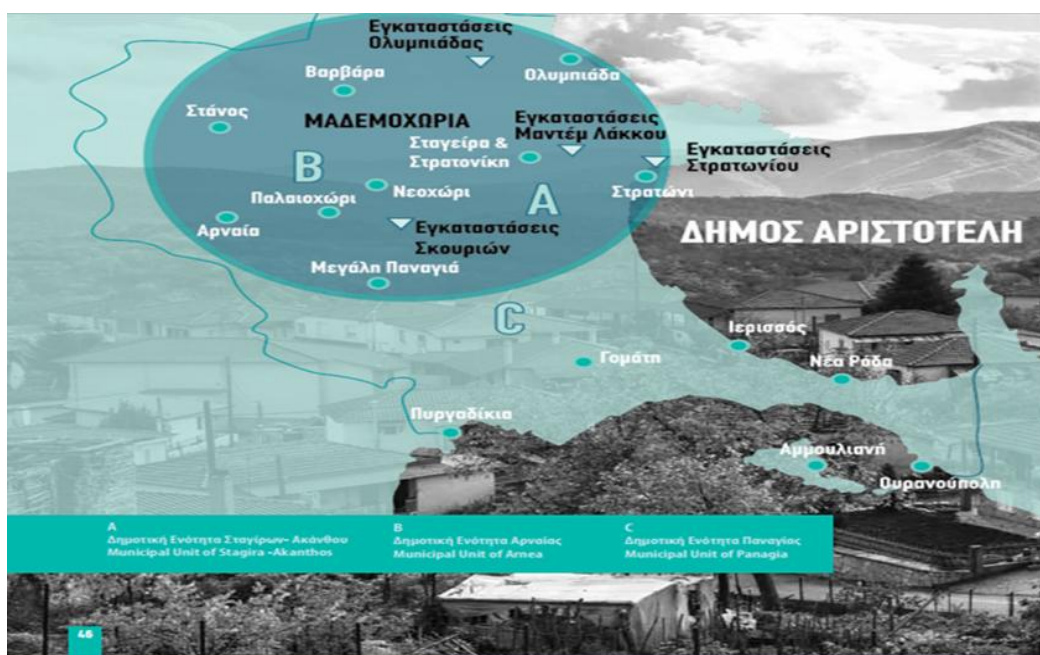 Εγκαταστάσεις
Ολυμπιάδας
Βαρβάρα
Ολυμπιάδα
Στάνος
ΜΑΔΕΜΟΧΩΡΙΑ
Εγκαταστάσεις
Μαντέμ Λάκκου
Σταγείρα &
Στρατονίκη
Εγκαταστάσεις
Στρατωνίου
B
Νεοχώρι
A
Στρατώνι
Παλαιοχώρι
Αρναία
Εγκαταστάσεις
Σκουριών
ΔΗΜΟΣ ΑΡΙΣΤΟΤΕΛΗ
Μεγάλη Παναγιά
C
Ιερισσός
Γομάτη
Νέα Ρόδα
Πυργαδίκια
Αμμουλιανή
Ουρανούπολη
A
Δημοτική Ενότητα Σταγίρων- Ακάνθου
Municipal Unit of Stagira -Akanthos
B
Δημοτική Ενότητα Αρναίας
Municipal Unit of Arnea
C
Δημοτική Ενότητα Παναγίας
Municipal Unit of Panagia
46